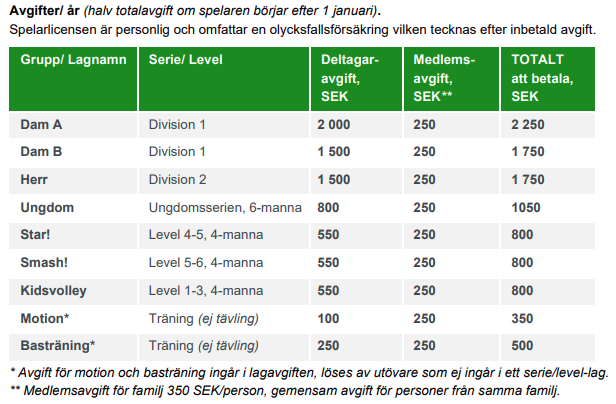 Avgifter/ år (halv totalavgift om spelaren börjar efter 1 januari).
Spelarlicensen är personlig och omfattar en olycksfallsförsäkring vilken tecknas efter inbetald avgift.
Grupp/ Lagnamn Serie/ Level Deltagar- Medlems- TOTALT
avgift, avgift, att betala,
SEK SEK** SEK
Dam A Division 1 2 000 250 2 250
Dam B Division 1 1 500 250 1 750
Herr Division 2 1 500 250 1 750
Ungdom Ungdomsserien, 6-manna 800 250 1050
Star! Level 4-5, 4-manna 550 250 800
Smash! Level 5-6, 4-manna 550 250 800
Kidsvolley Level 1-3, 4-manna 550 250 800
Motion* Träning (ej tävling) 100 250 350
Basträning* Träning (ej tävling) 250 250 500
* Avgift för motion och basträning ingår i lagavgiften, löses av utövare som ej ingår i ett serie/level-lag.
** Medlemsavgift för familj 350 SEK/person, gemensam avgift för personer från samma familj.